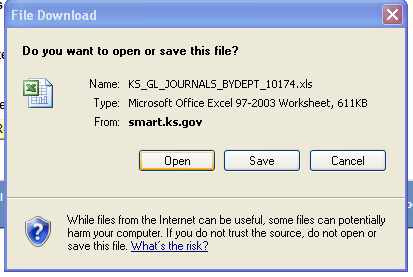 File Download
Do you want to open or save this file?
Name: KS_GL_JOURNALS_BYDEPT_10174.xls
Type: Microsoft Office Excel 97-2003 Worksheet, 611KB
From: smart.ks.gov
Open Save Cancel
While files from the Internet can be useful, some files can potentially
harm your computer. If you do not trust the source, do not open or
save this file. What's the risk?